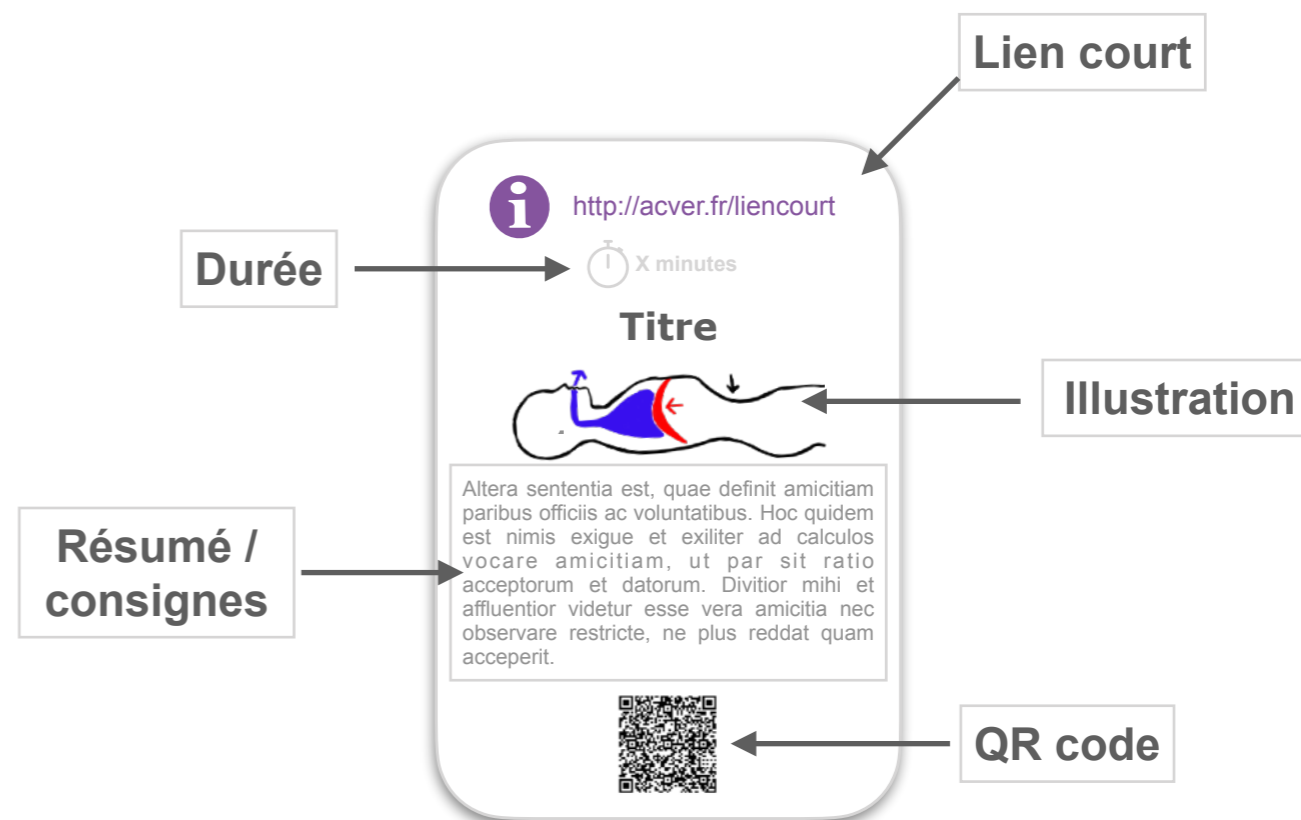 Lien court
i http://acver.fr/liencourt
Durée
X minutes
Titre
Illustration
Résumé /
consignes
Altera sententia est, quae definit amicitiam
paribus officiis ac voluntatibus. Hoc quidem
est nimis exigue et exiliter ad calculos
vocare amicitiam, ut par sit ratio
acceptorum et datorum. Divitior mihi et
affluentior videtur esse vera amicitia nec
observare restricte, ne plus reddat quam
acceperit.
QR code